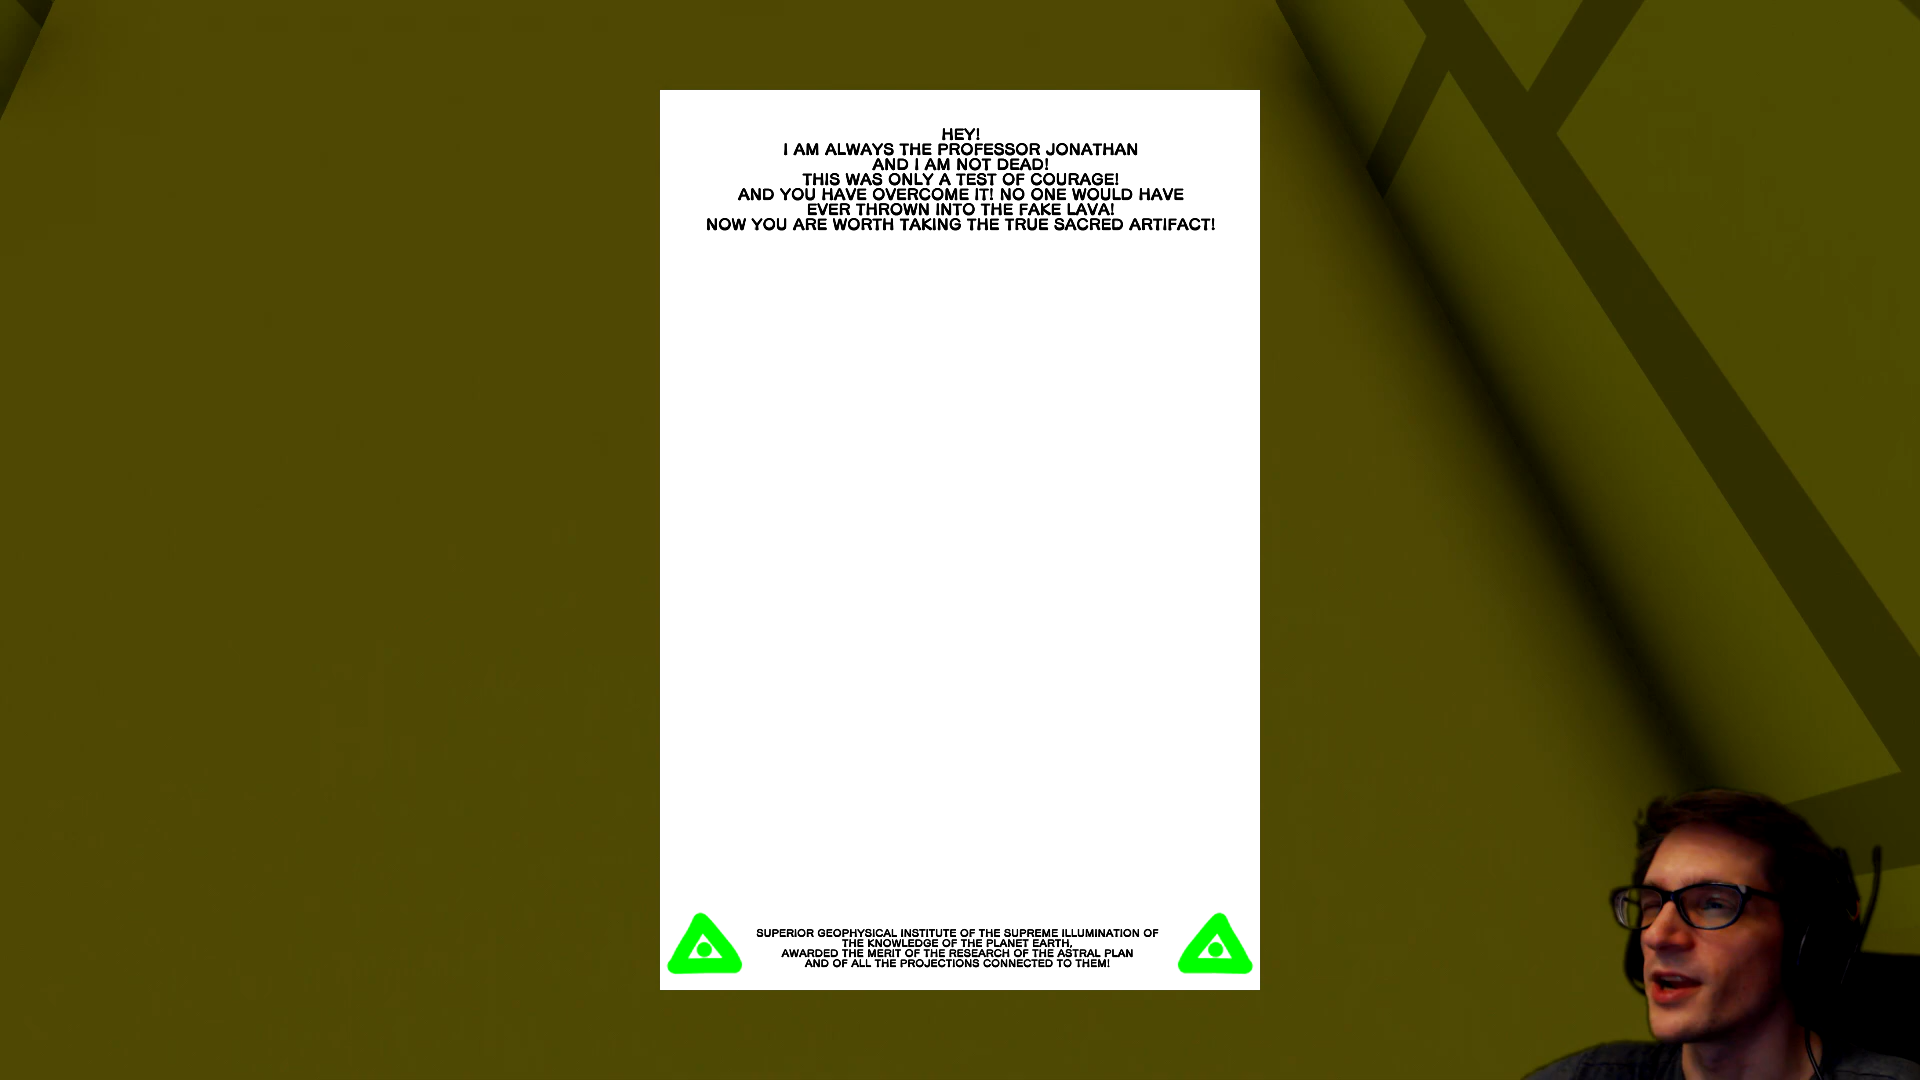 HEY!
I AM ALWAYS THE PROFESSOR JONATHAN
AND I AM NOT DEAD!
THIS WAS ONLY A TEST OF COURAGE!
AND YOU HAVE OVERCOME IT! NO ONE WOULD HAVE
EVER THROWN INTO THE FAKE LAVA!
NOW YOU ARE WORTH TAKING THE TRUE SACRED ARTIFACT!
SUPERIOR GEOPHYSICAL INSTITUTE OF THE SUPREME ILLUMINATION OF
THE KNOWLEDGE OF THE PLANET EARTH,
AWARDED THE MERIT OF THE RESEARCH OF THE ASTRAL PLAN
AND OF ALL THE PROJECTIONS CONNECTED TO THEM!